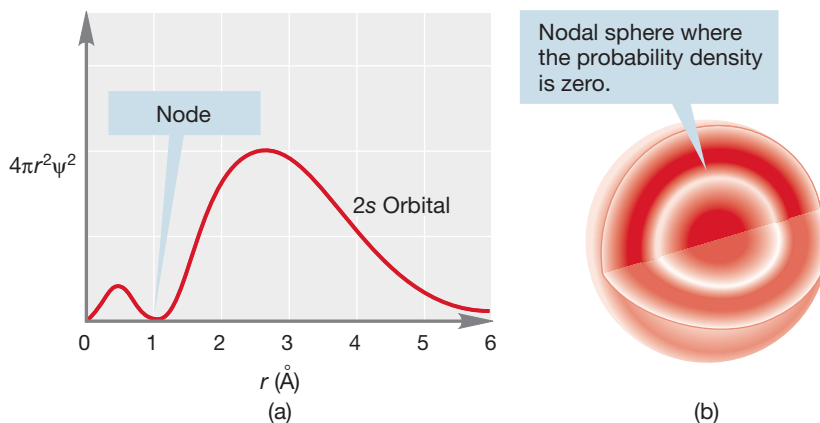 Node
4πr²ψ²
2s Orbital
0 1 2 3 4 5 6
r (Å)
(a)
Nodal sphere where
the probability density
is zero.
(b)